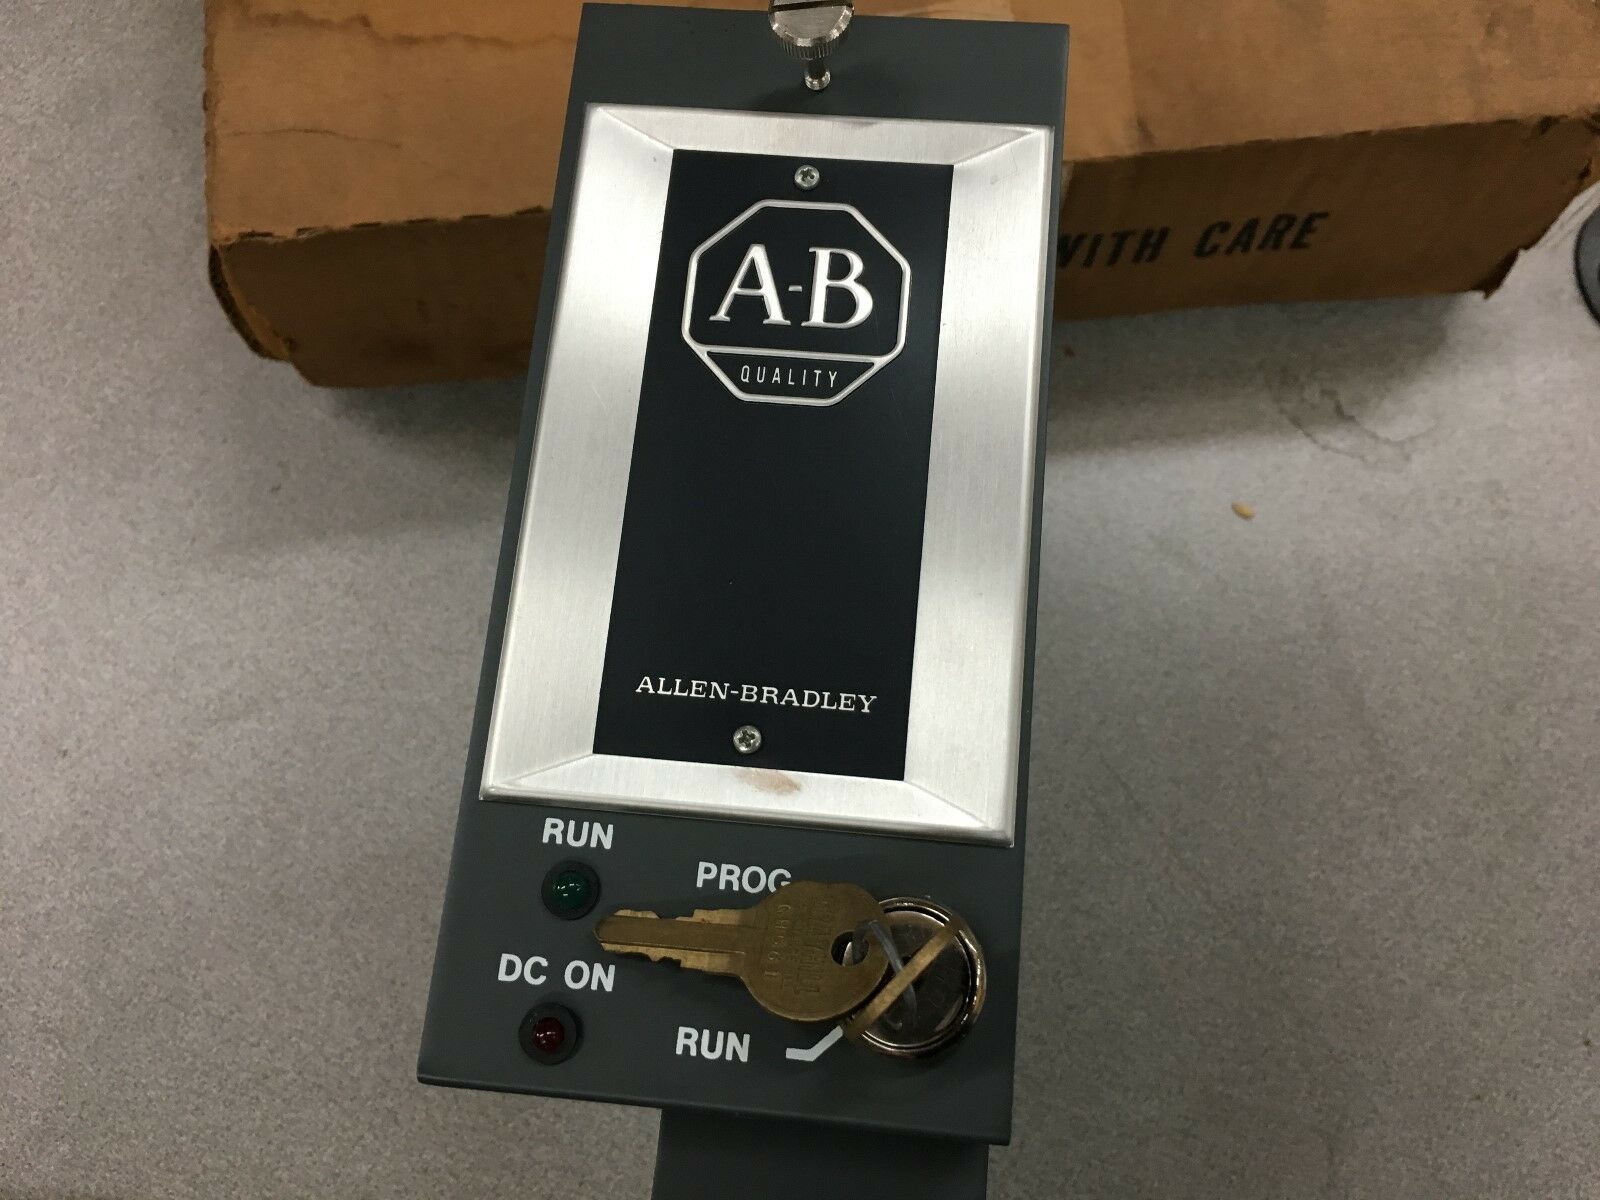 WITH CARE
A-B
QUALITY
ALLEN-BRADLEY
RUN
PROG
DC ON
RUN